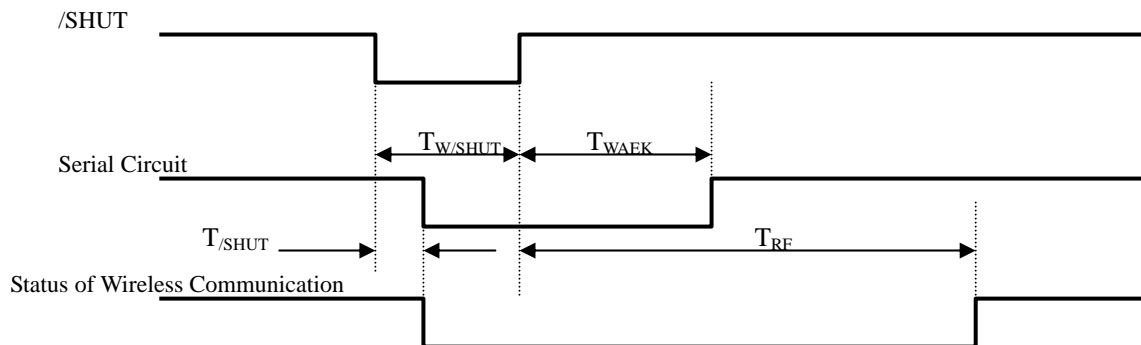 /SHUT
T_W/SHUT T_WAEK
Serial Circuit
T_/SHUT T_RF
Status of Wireless Communication